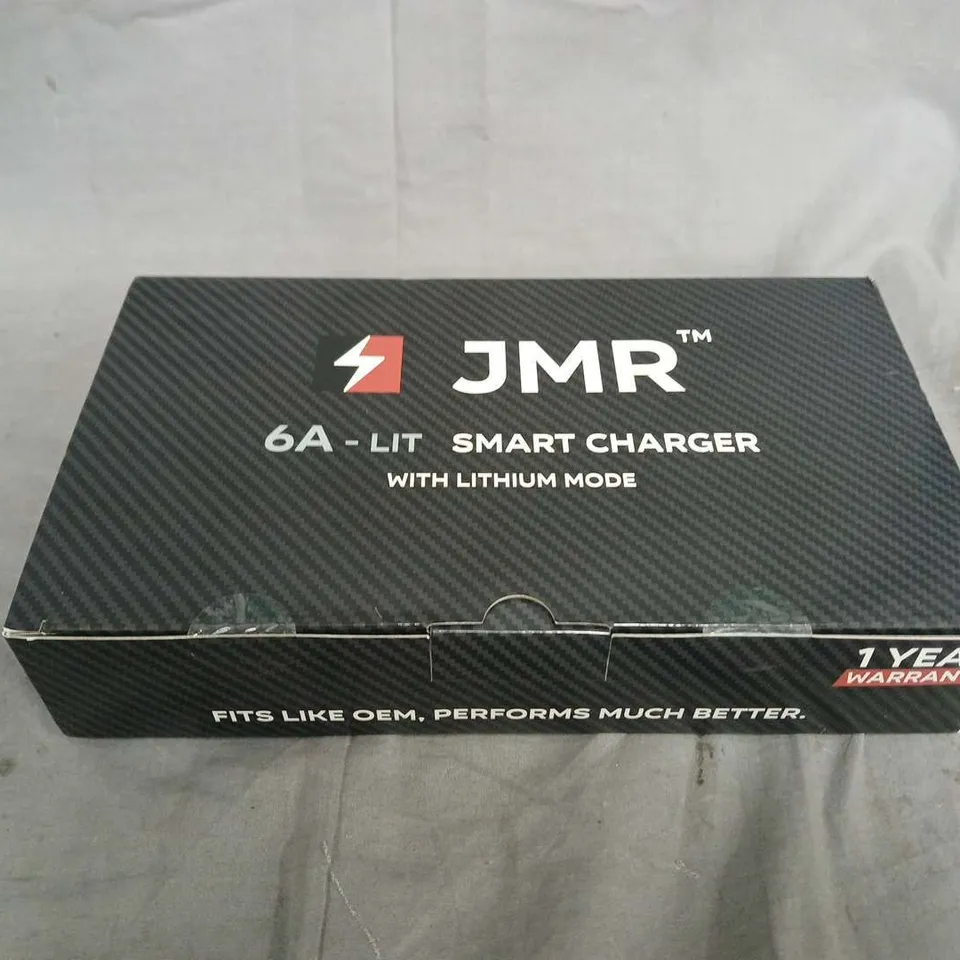 JMR™
6A - LIT SMART CHARGER
WITH LITHIUM MODE
1 YEA
WARRAN
FITS LIKE OEM, PERFORMS MUCH BETTER.